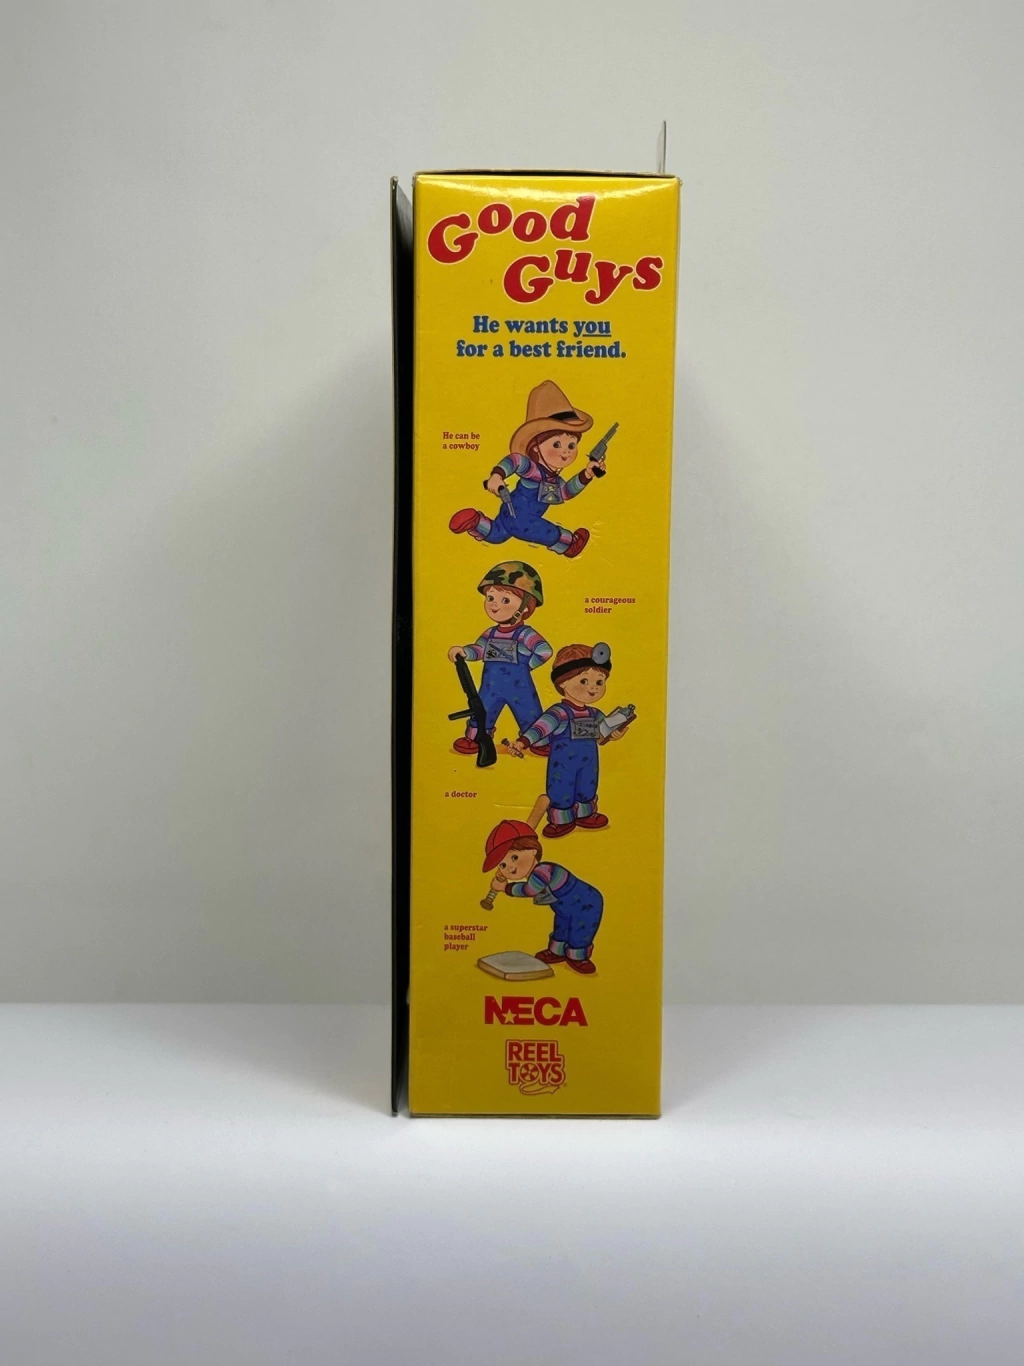 Good
Guys
He wants you
for a best friend.
He can be
a cowboy
a courageous
soldier
a doctor
a superstar
baseball
player
NECA
REEL
TOYS